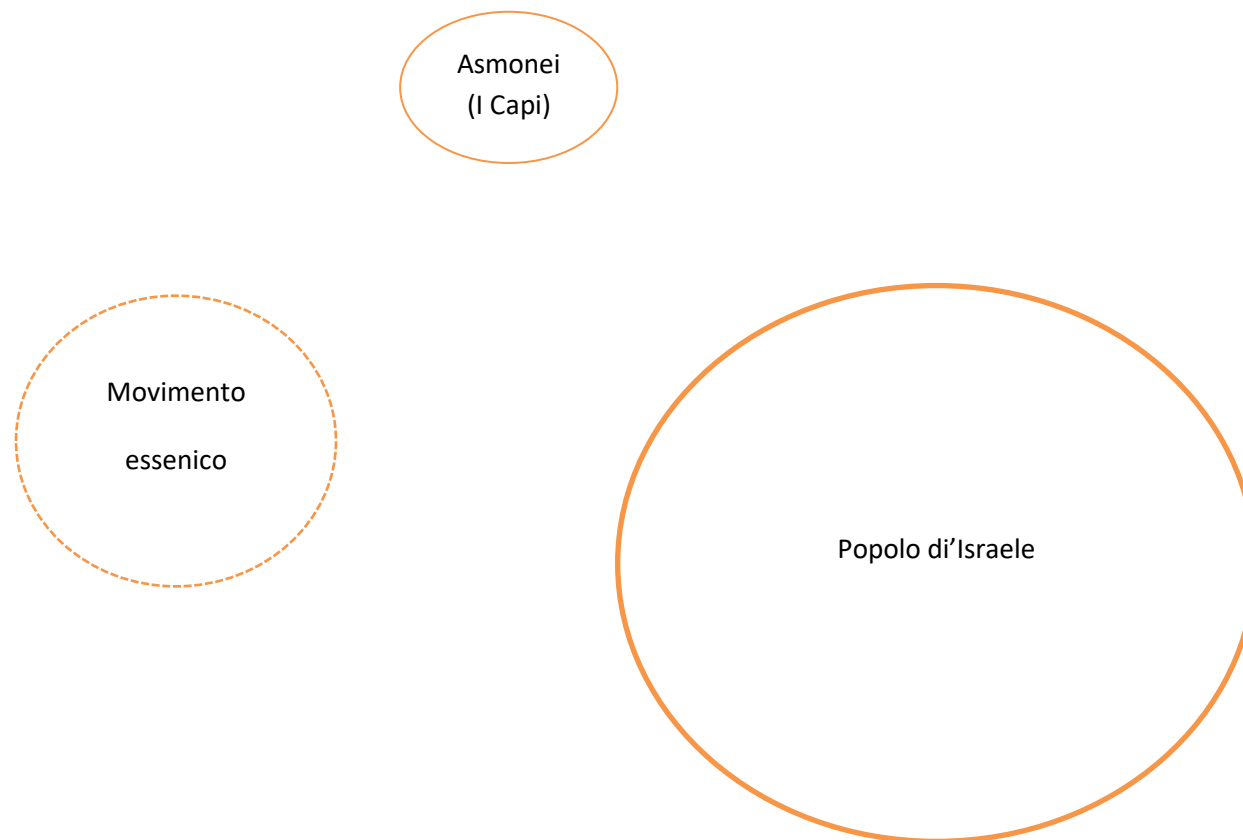 Asmonei
(I Capi)
Movimento
essenico
Popolo di’Israele